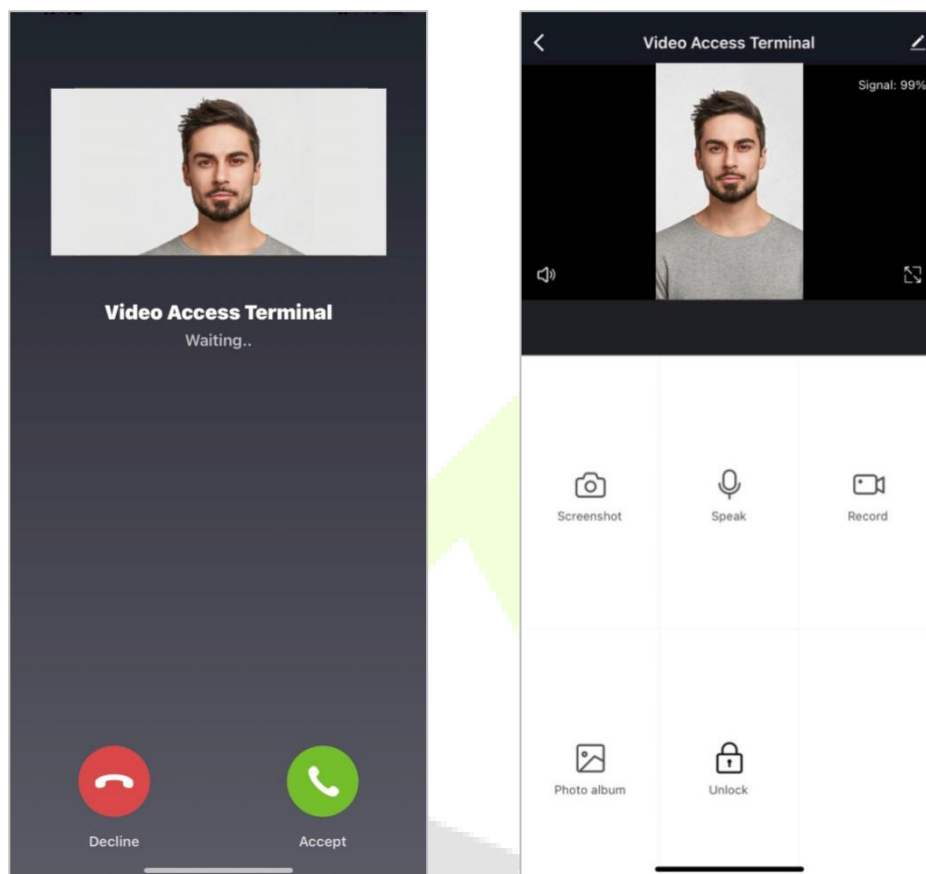 Video Access Terminal
Waiting..
Decline
Accept
Video Access Terminal
Signal: 99%
Screenshot
Speak
Record
Photo album
Unlock